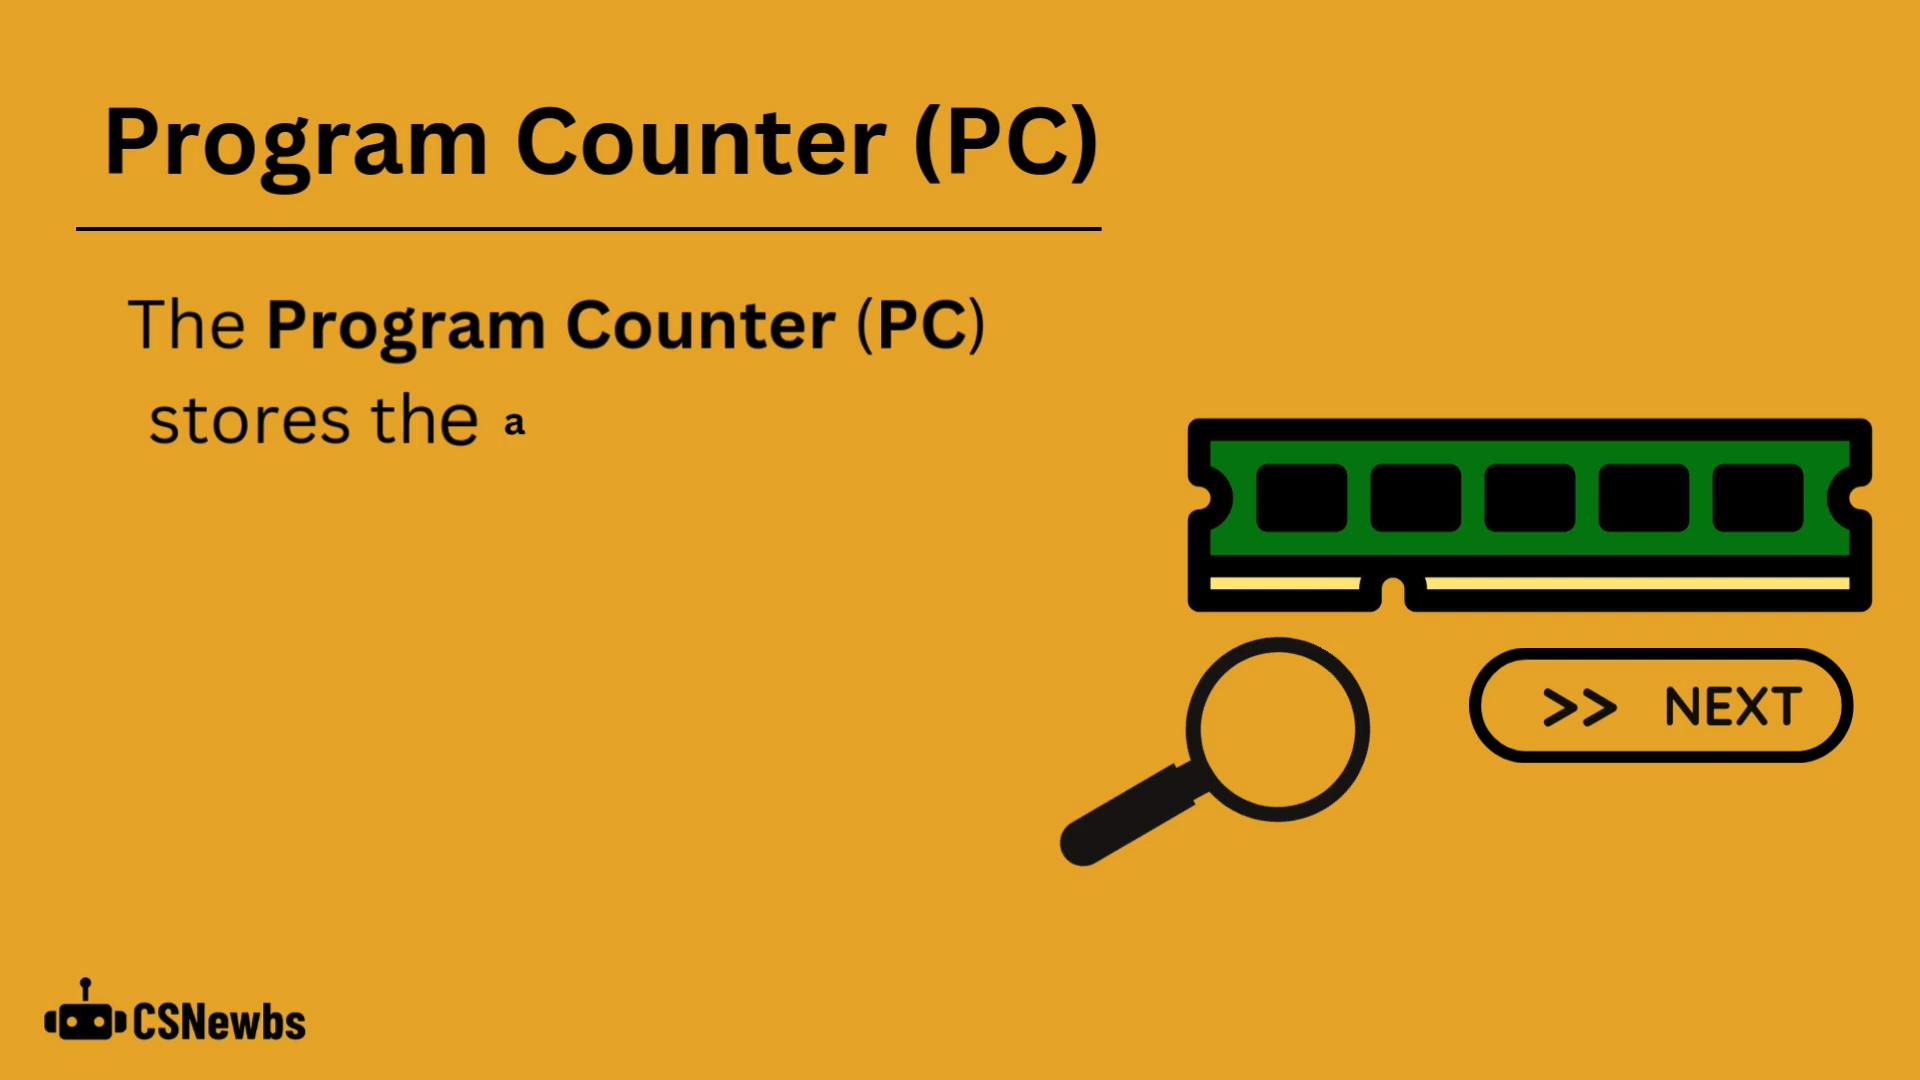 Program Counter (PC)
The Program Counter (PC)
stores the a
>> NEXT
CSNewbs